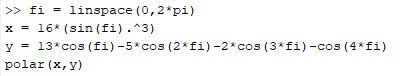 >> fi = linspace(0,2*pi)
x = 16*(sin(fi).^3)
y = 13*cos(fi)-5*cos(2*fi)-2*cos(3*fi)-cos(4*fi)
polar(x,y)